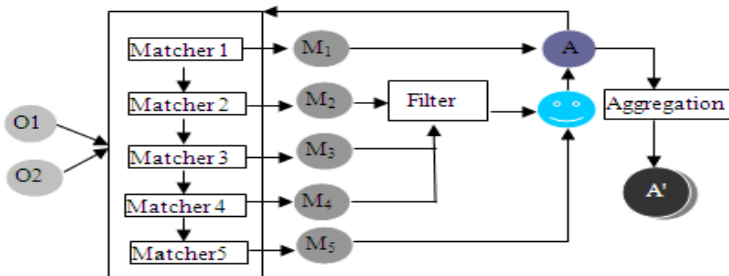 Matcher 1
M1
A
Matcher 2
M2
Filter
Aggregation
O1
Matcher 3
M3
O2
A'
Matcher 4
M4
Matcher5
M5